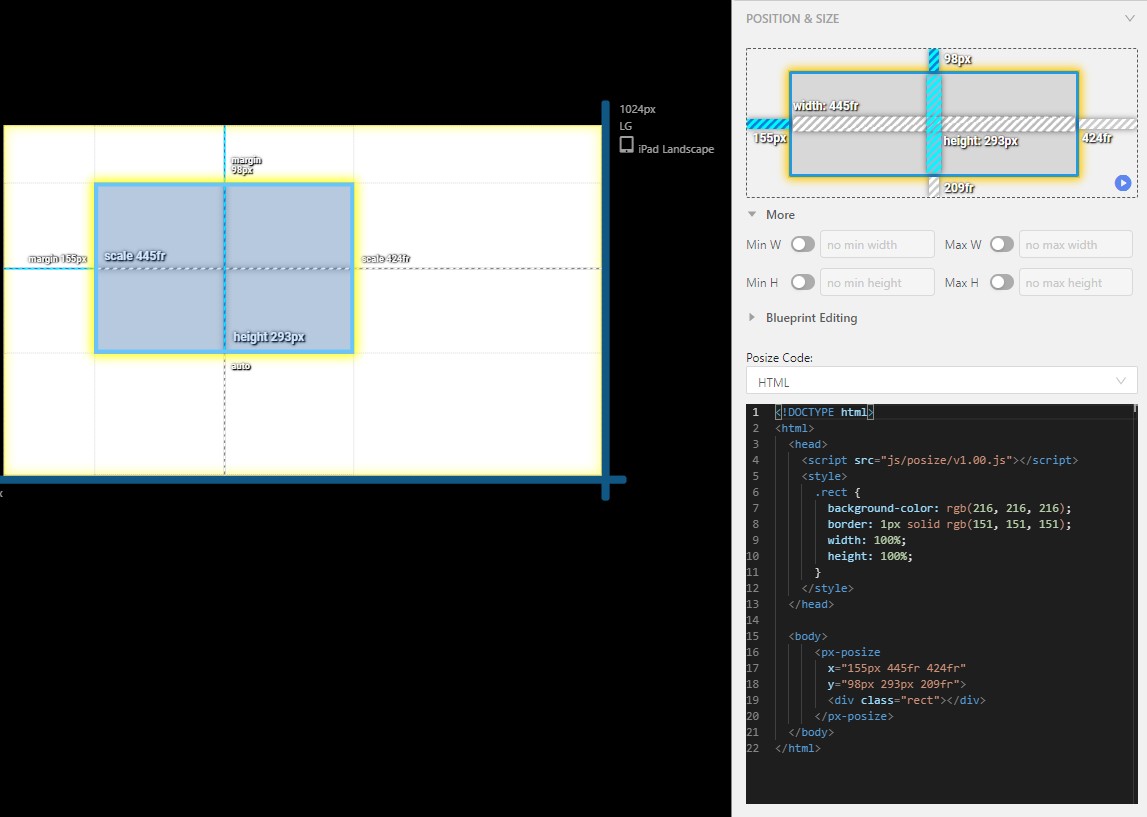 1024px
LG
iPad Landscape
margin
98px
scale 445fr
margin 155px
scale 424fr
height 293px
auto
x
POSITION & SIZE
98px
width: 445fr
155px
height: 293px
424fr
209fr
More
Min W no min width Max W no max width
Min H no min height Max H no max height
Blueprint Editing
Posize Code:
HTML
1 <!DOCTYPE html>
2 <html>
3 <head>
4 <script src="js/posize/v1.00.js"></script>
5 <style>
6 .rect {
7 background-color: rgb(216, 216, 216);
8 border: 1px solid rgb(151, 151, 151);
9 width: 100%;
10 height: 100%;
11 }
12 </style>
13 </head>
14
15 <body>
16 <px-posize
17 x="155px 445fr 424fr"
18 y="98px 293px 209fr">
19 <div class="rect"></div>
20 </px-posize>
21 </body>
22 </html>